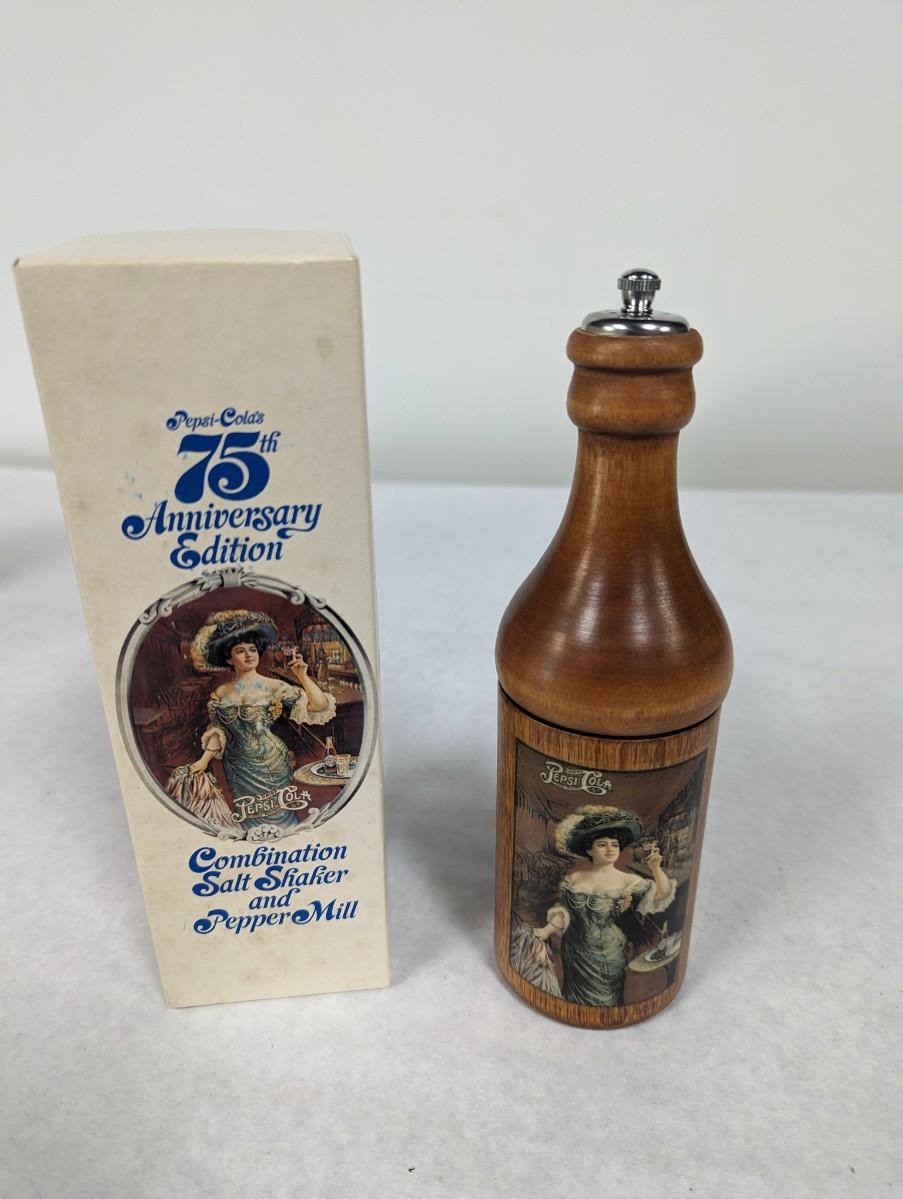 Pepsi-Cola's
75th
Anniversary
Edition
PEPSI-COLA
Combination
Salt Shaker
and
Pepper Mill
PEPSI-COLA